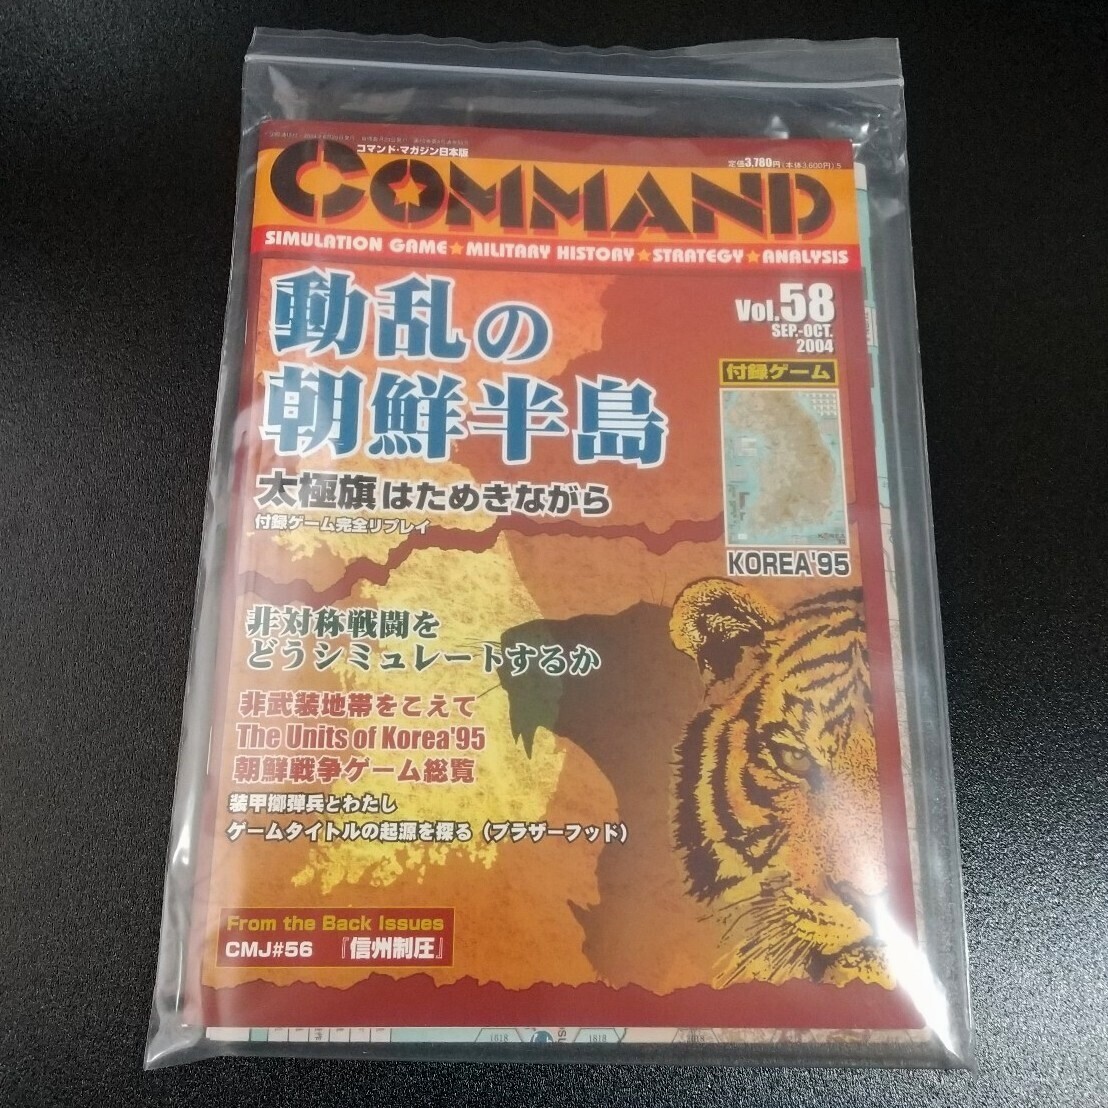 コマンド・マガジン日本版
定価3,780円(本体3,600円)5
COMMAND
SIMULATION GAME★MILITARY HISTORY★STRATEGY★ANALYSIS
動乱の
朝鮮半島
Vol.58
SEP.-OCT.
2004
付録ゲーム
KOREA'95
太極旗はためきながら
付録ゲーム完全リプレイ
非対称戦闘を
どうシミュレートするか
非武装地帯をこえて
The Units of Korea'95
朝鮮戦争ゲーム総覧
装甲擲弾兵とわたし
ゲームタイトルの起源を探る(ブラザーフッド)
From the Back Issues
CMJ#56 『信州制圧』
1618
1818